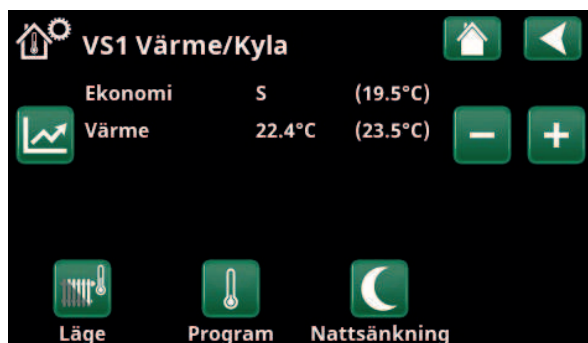 VS1 Värme/Kyla
Ekonomi S (19.5°C)
Värme 22.4°C (23.5°C)
Läge Program Nattsänkning